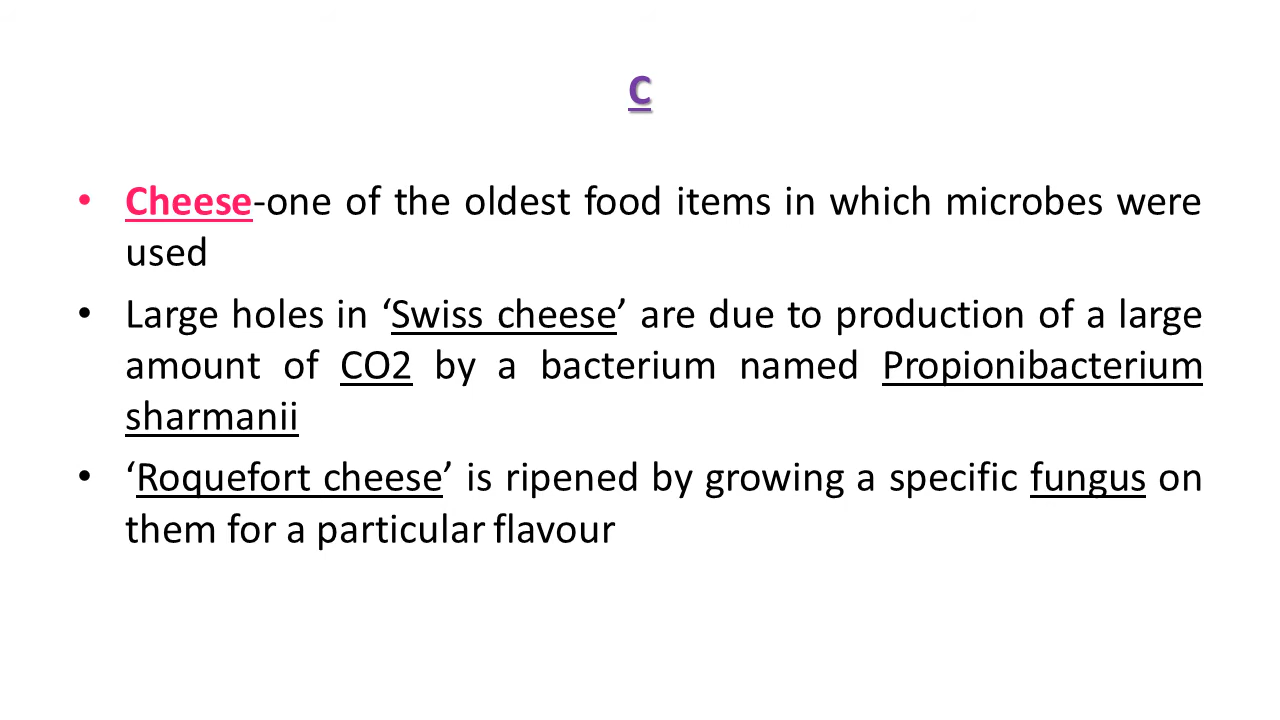 C
• Cheese-one of the oldest food items in which microbes were
used
• Large holes in ‘Swiss cheese’ are due to production of a large
amount of CO2 by a bacterium named Propionibacterium
sharmanii
• ‘Roquefort cheese’ is ripened by growing a specific fungus on
them for a particular flavour